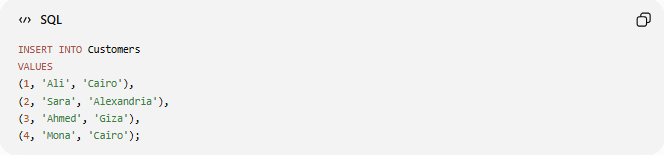 SQL
INSERT INTO Customers
VALUES
(1, 'Ali', 'Cairo'),
(2, 'Sara', 'Alexandria'),
(3, 'Ahmed', 'Giza'),
(4, 'Mona', 'Cairo');